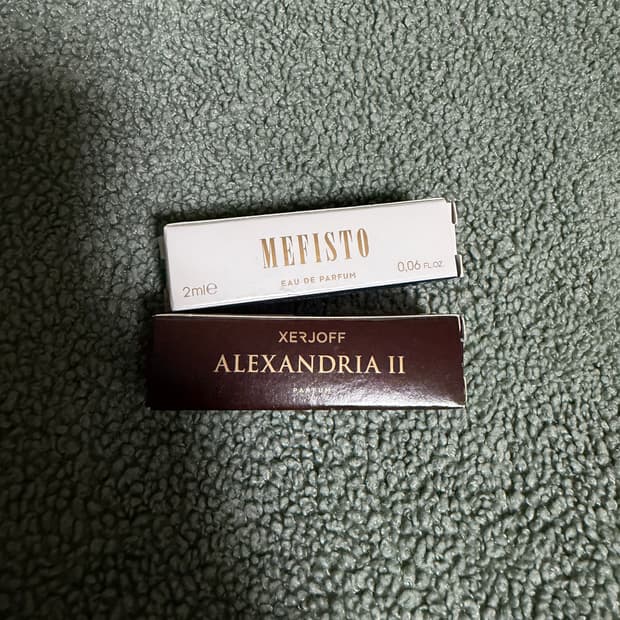 MEFISTO
EAU DE PARFUM
2ml℮
0,06 FL.OZ.
XERJOFF
ALEXANDRIA II
PARFUM